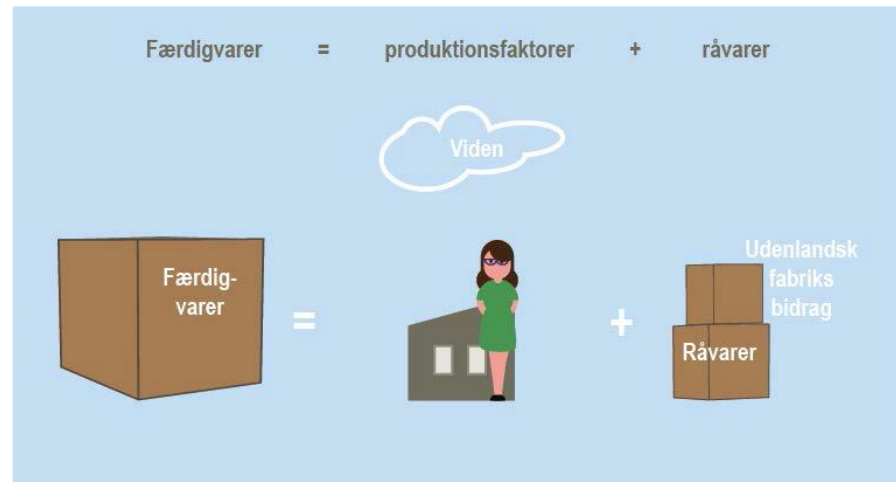 Færdigvarer = produktionsfaktorer + råvarer
Viden
Færdig-
varer
=
+
Udenlandsk
fabriks
bidrag
Råvarer